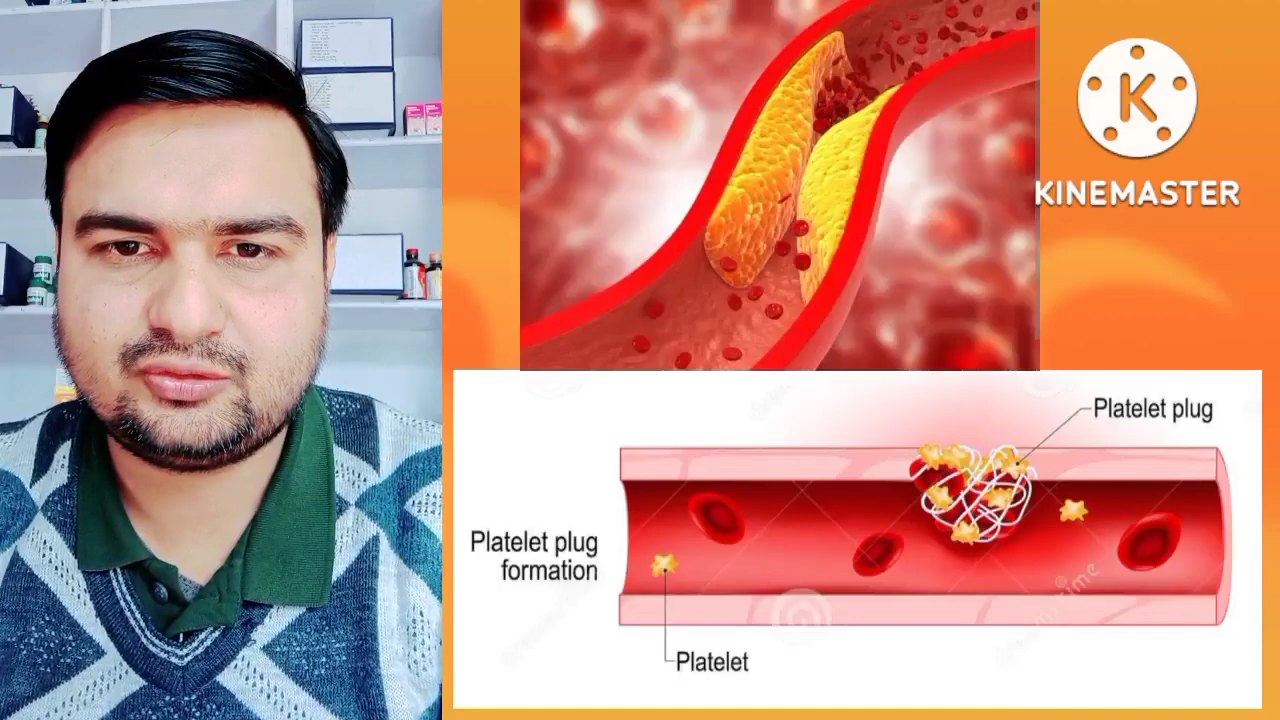 K
KINEMASTER
Platelet plug
Platelet plug
formation
Platelet